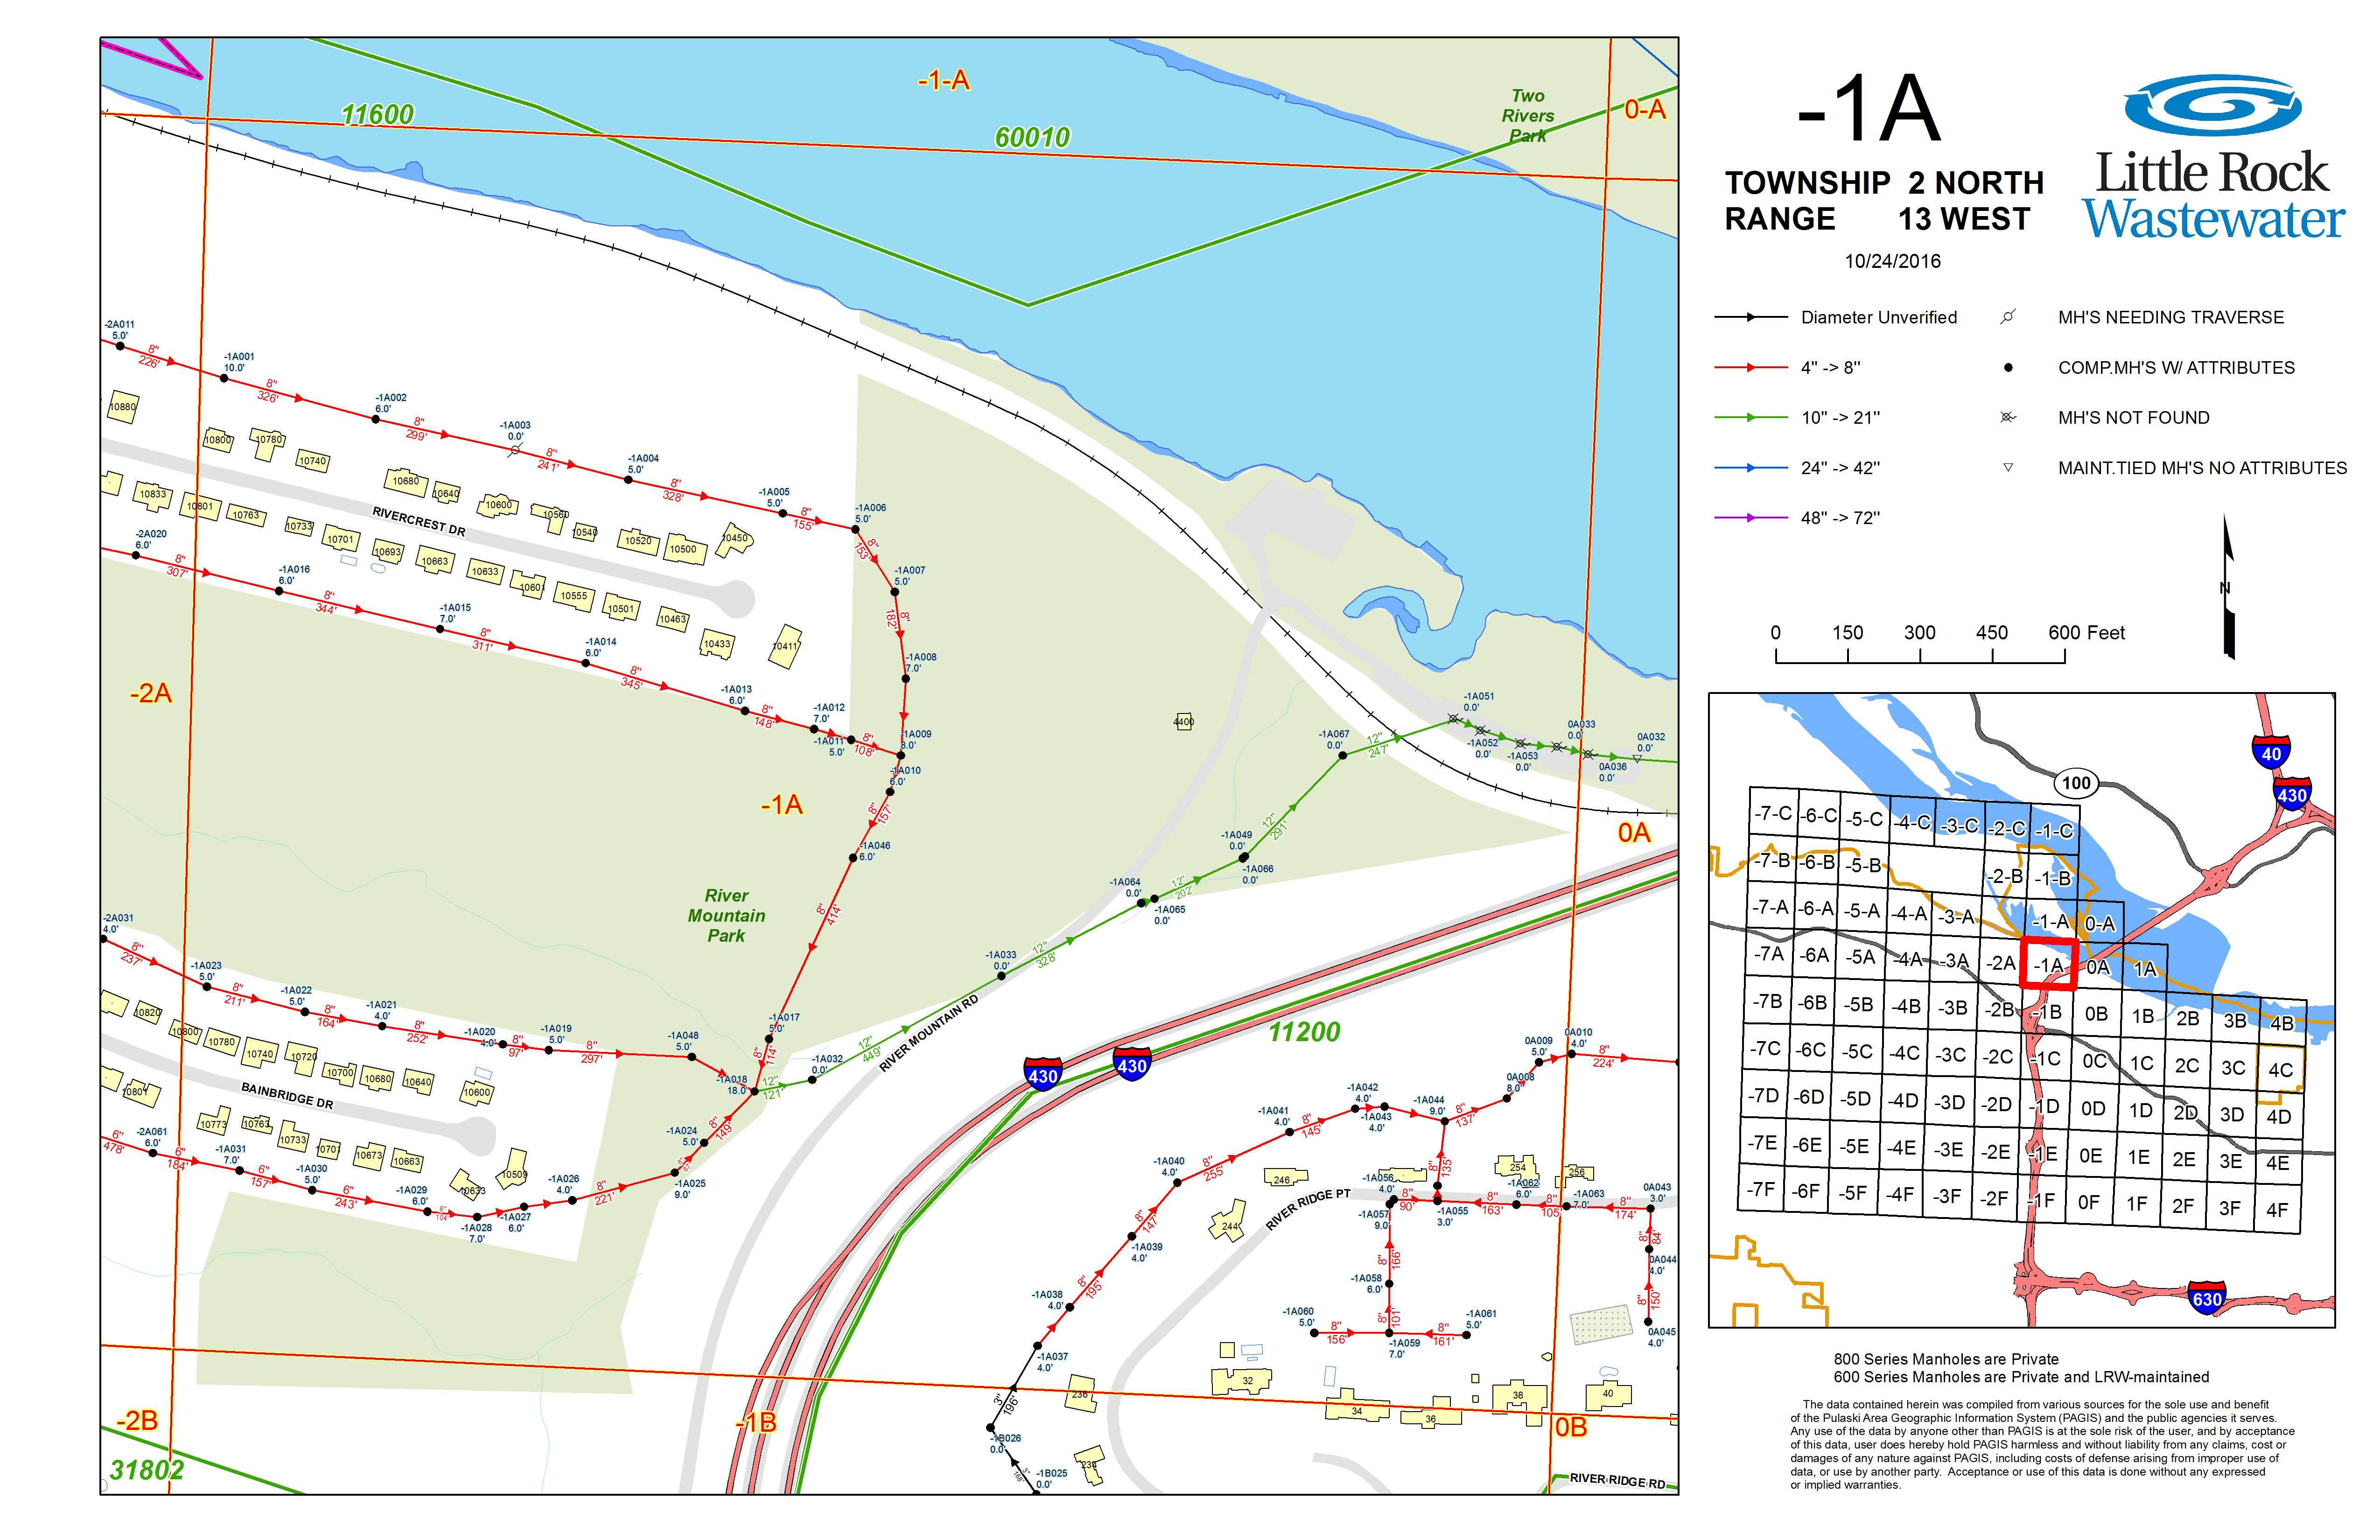 -1-A
11600
60010
Two
Rivers
Park
0-A
-2A011
5.0'
8"
226'
-1A001
10.0'
8"
326'
-1A002
6.0'
8"
299'
-1A003
0.0'
8"
241'
-1A004
5.0'
8"
328'
-1A005
5.0'
8"
155'
-1A006
5.0'
8"
153'
-1A007
5.0'
8"
182'
-1A008
7.0'
10880
10800
10780
10740
10680
10640
10600
10560
10540
10520
10500
10450
RIVERCREST DR
10833
10801
10763
10733
10701
10693
10663
10633
10601
10555
10501
10463
10433
10411
-2A020
6.0'
8"
307'
-1A016
6.0'
8"
344'
-1A015
7.0'
8"
311'
-1A014
6.0'
8"
345'
-1A013
6.0'
8"
148'
-1A012
7.0'
-1A011
5.0'
8"
108'
-1A009
8.0'
-1A010
6.0'
8"
157'
-1A046
6.0'
8"
414'
-2A
-1A
0A
4400
-1A051
0.0'
-1A052
0.0'
-1A053
0.0'
0A033
0.0'
0A036
0.0'
0A032
0.0'
-1A067
0.0'
12"
247'
12"
291'
-1A049
0.0'
-1A066
0.0'
12"
202'
-1A064
0.0'
-1A065
0.0'
12"
328'
-1A033
0.0'
12"
449'
RIVER MOUNTAIN RD
River
Mountain
Park
-2A031
4.0'
8"
237'
-1A023
5.0'
8"
211'
-1A022
5.0'
8"
164'
-1A021
4.0'
8"
252'
-1A020
4.0'
8"
97'
-1A019
5.0'
8"
297'
-1A048
5.0'
-1A017
5.0'
8"
114'
-1A018
18.0'
12"
121'
-1A032
0.0'
10820
10800
10780
10740
10720
10700
10680
10640
10600
BAINBRIDGE DR
10801
10773
10763
10733
10701
10673
10663
10633
10509
6"
478'
-2A061
6.0'
6"
184'
-1A031
7.0'
6"
157'
-1A030
5.0'
6"
243'
-1A029
6.0'
6"
104'
-1A028
7.0'
-1A027
6.0'
-1A026
4.0'
8"
221'
-1A025
9.0'
-1A024
5.0'
8"
149'
11200
430
430
0A010
4.0'
0A009
5.0'
8"
224'
0A008
8.0'
-1A042
4.0'
-1A043
4.0'
-1A044
9.0'
8"
137'
-1A041
4.0'
8"
145'
-1A040
4.0'
8"
255'
8"
147'
-1A039
4.0'
8"
195'
-1A038
4.0'
-1A037
4.0'
3"
196'
-1B026
0.0'
3"
168'
-1B025
0.0'
8"
135'
246
244
254
256
RIVER RIDGE PT
-1A056
4.0'
8"
90'
-1A057
9.0'
-1A055
3.0'
8"
163'
-1A062
6.0'
8"
105'
-1A063
7.0'
8"
174'
0A043
3.0'
8"
84'
0A044
4.0'
8"
150'
0A045
4.0'
8"
166'
-1A058
6.0'
8"
101'
-1A060
5.0'
8"
156'
-1A059
7.0'
8"
161'
-1A061
5.0'
236
234
32
34
36
38
40
-2B
-1B
0B
31802
RIVER RIDGE RD
-1A
TOWNSHIP 2 NORTH
RANGE 13 WEST
10/24/2016
Little Rock
Wastewater
Diameter Unverified
4" -> 8"
10" -> 21"
24" -> 42"
48" -> 72"
MH'S NEEDING TRAVERSE
COMP.MH'S W/ ATTRIBUTES
MH'S NOT FOUND
MAINT.TIED MH'S NO ATTRIBUTES
N
0 150 300 450 600 Feet
40
430
100
-7-C -6-C -5-C -4-C -3-C -2-C -1-C
-7-B -6-B -5-B -2-B -1-B
-7-A -6-A -5-A -4-A -3-A -1-A 0-A
-7A -6A -5A -4A -3A -2A -1A 0A 1A
-7B -6B -5B -4B -3B -2B -1B 0B 1B 2B 3B 4B
-7C -6C -5C -4C -3C -2C -1C 0C 1C 2C 3C 4C
-7D -6D -5D -4D -3D -2D -1D 0D 1D 2D 3D 4D
-7E -6E -5E -4E -3E -2E -1E 0E 1E 2E 3E 4E
-7F -6F -5F -4F -3F -2F -1F 0F 1F 2F 3F 4F
630
800 Series Manholes are Private
600 Series Manholes are Private and LRW-maintained
The data contained herein was compiled from various sources for the sole use and benefit
of the Pulaski Area Geographic Information System (PAGIS) and the public agencies it serves.
Any use of the data by anyone other than PAGIS is at the sole risk of the user, and by acceptance
of this data, user does hereby hold PAGIS harmless and without liability from any claims, cost or
damages of any nature against PAGIS, including costs of defense arising from improper use of
data, or use by another party. Acceptance or use of this data is done without any expressed
or implied warranties.